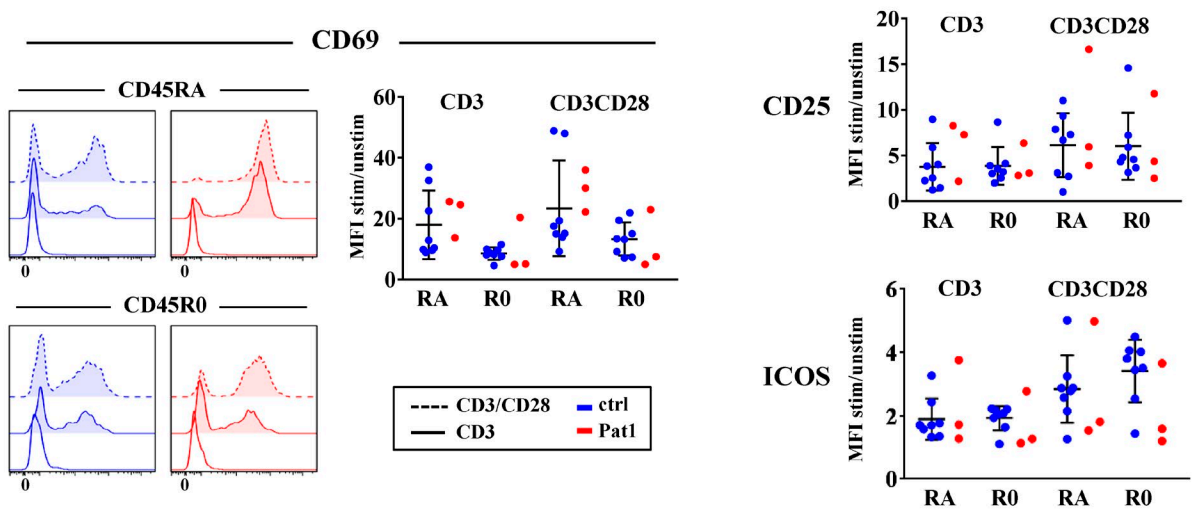 CD69
CD45RA
0
0
CD45R0
0
0
MFI stim/unstim
60
40
20
0
CD3
CD3CD28
RA
R0
RA
R0
CD3/CD28
ctrl
CD3
Pat1
CD25
MFI stim/unstim
20
15
10
5
0
CD3
CD3CD28
RA
R0
RA
R0
ICOS
MFI stim/unstim
6
4
2
0
CD3
CD3CD28
RA
R0
RA
R0